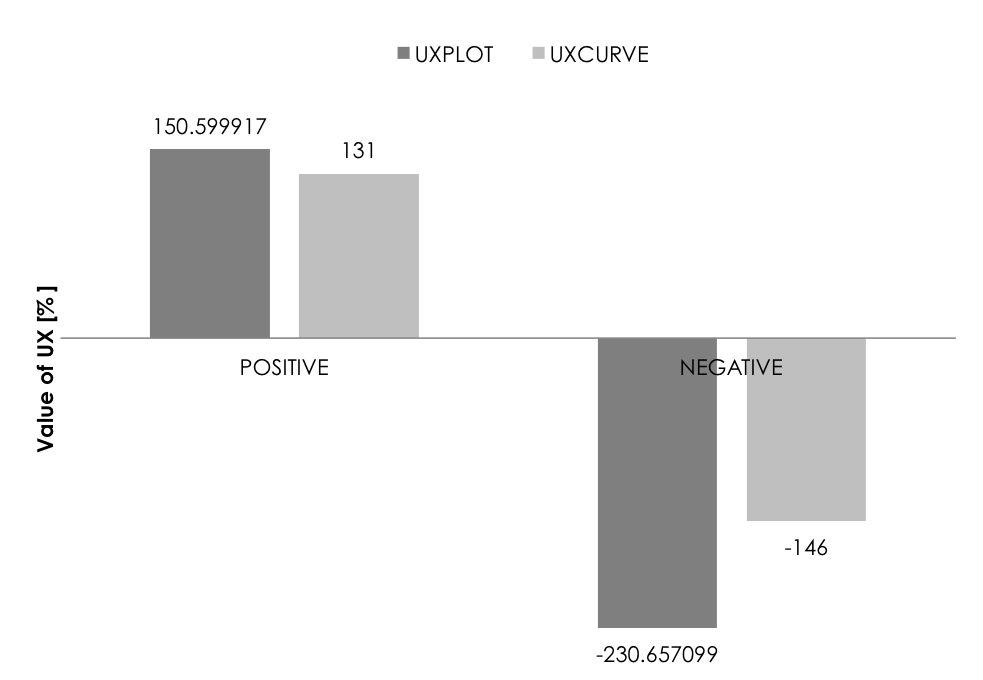 UXPLOT UXCURVE
150.599917
131
Value of UX [%]
POSITIVE
NEGATIVE
-146
-230.657099